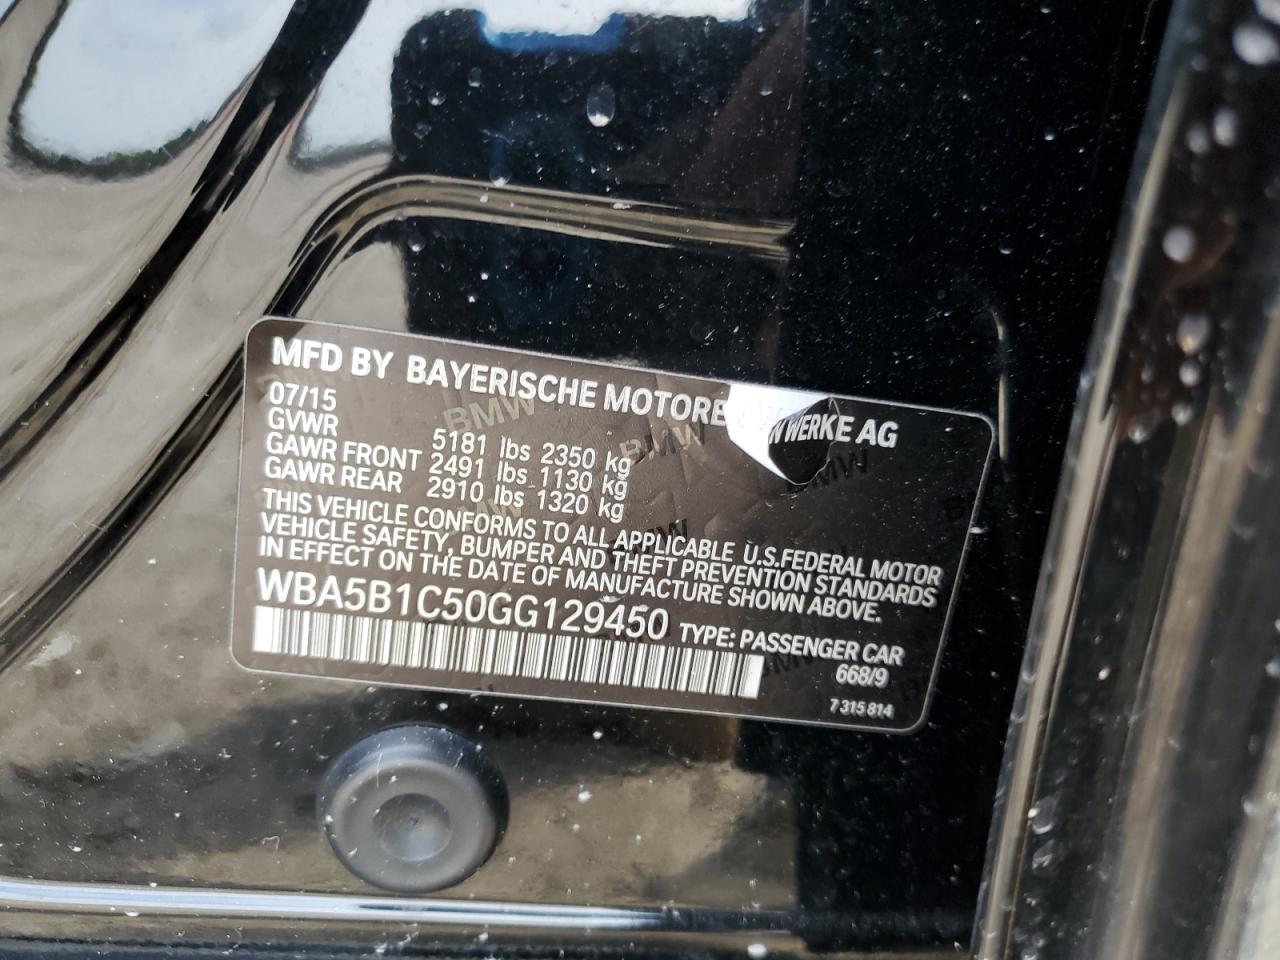 MFD BY BAYERISCHE MOTOREN WERKE AG
07/15
GVWR 5181 lbs 2350 kg
GAWR FRONT 2491 lbs 1130 kg
GAWR REAR 2910 lbs 1320 kg
THIS VEHICLE CONFORMS TO ALL APPLICABLE U.S.FEDERAL MOTOR
VEHICLE SAFETY, BUMPER AND THEFT PREVENTION STANDARDS
IN EFFECT ON THE DATE OF MANUFACTURE SHOWN ABOVE.
WBA5B1C50GG129450 TYPE: PASSENGER CAR
668/9
7 315 814